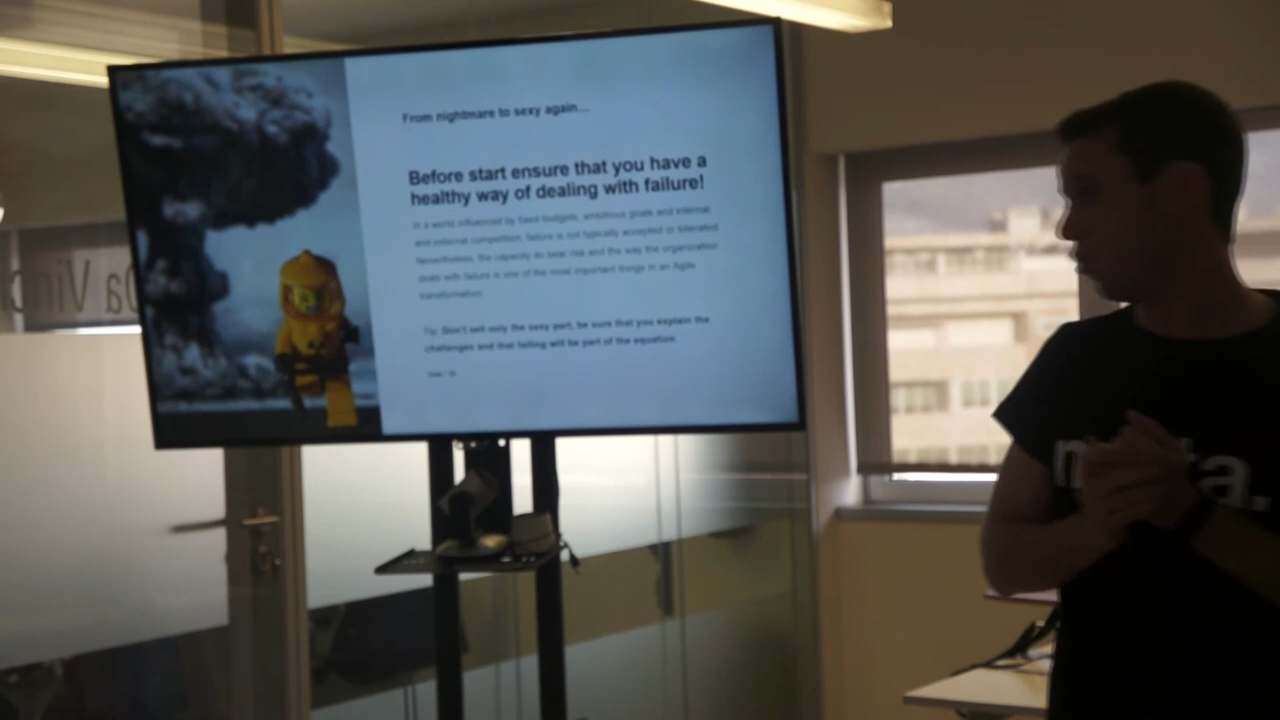 From nightmare to sexy again...
Before start ensure that you have a
healthy way of dealing with failure!
In a world influenced by fixed budgets, ambitious goals and internal
and external competition, failure is not typically accepted or tolerated
Nevertheless, the capacity do bear risk and the way the organization
deals with failure is one of the most important things in an Agile
transformation.
Tip: Don't sell only the sexy part, be sure that you explain the
challenges and that failing will be part of the equation.
Da Vinci